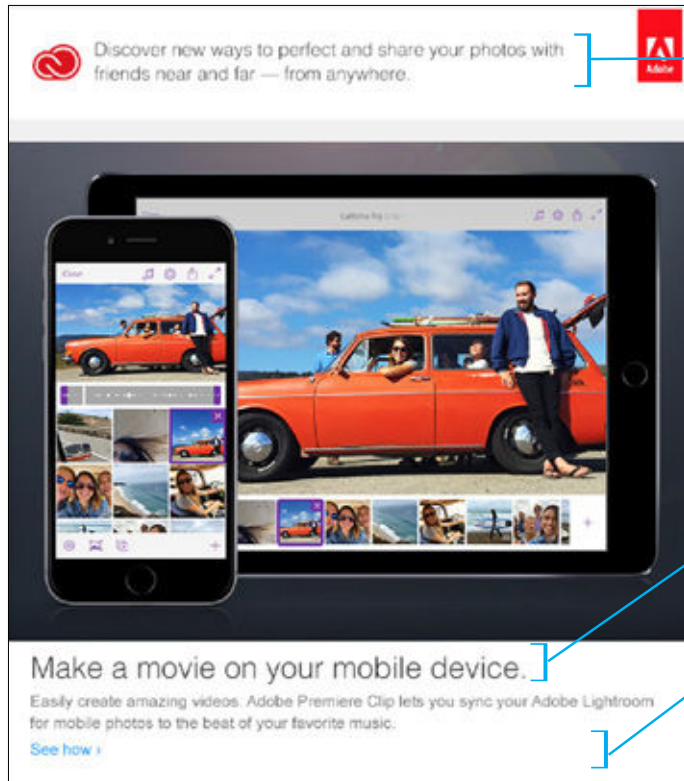 Discover new ways to perfect and share your photos with
friends near and far — from anywhere.
Adobe
Close
Make a movie on your mobile device.
Easily create amazing videos. Adobe Premiere Clip lets you sync your Adobe Lightroom
for mobile photos to the beat of your favorite music.
See how ›